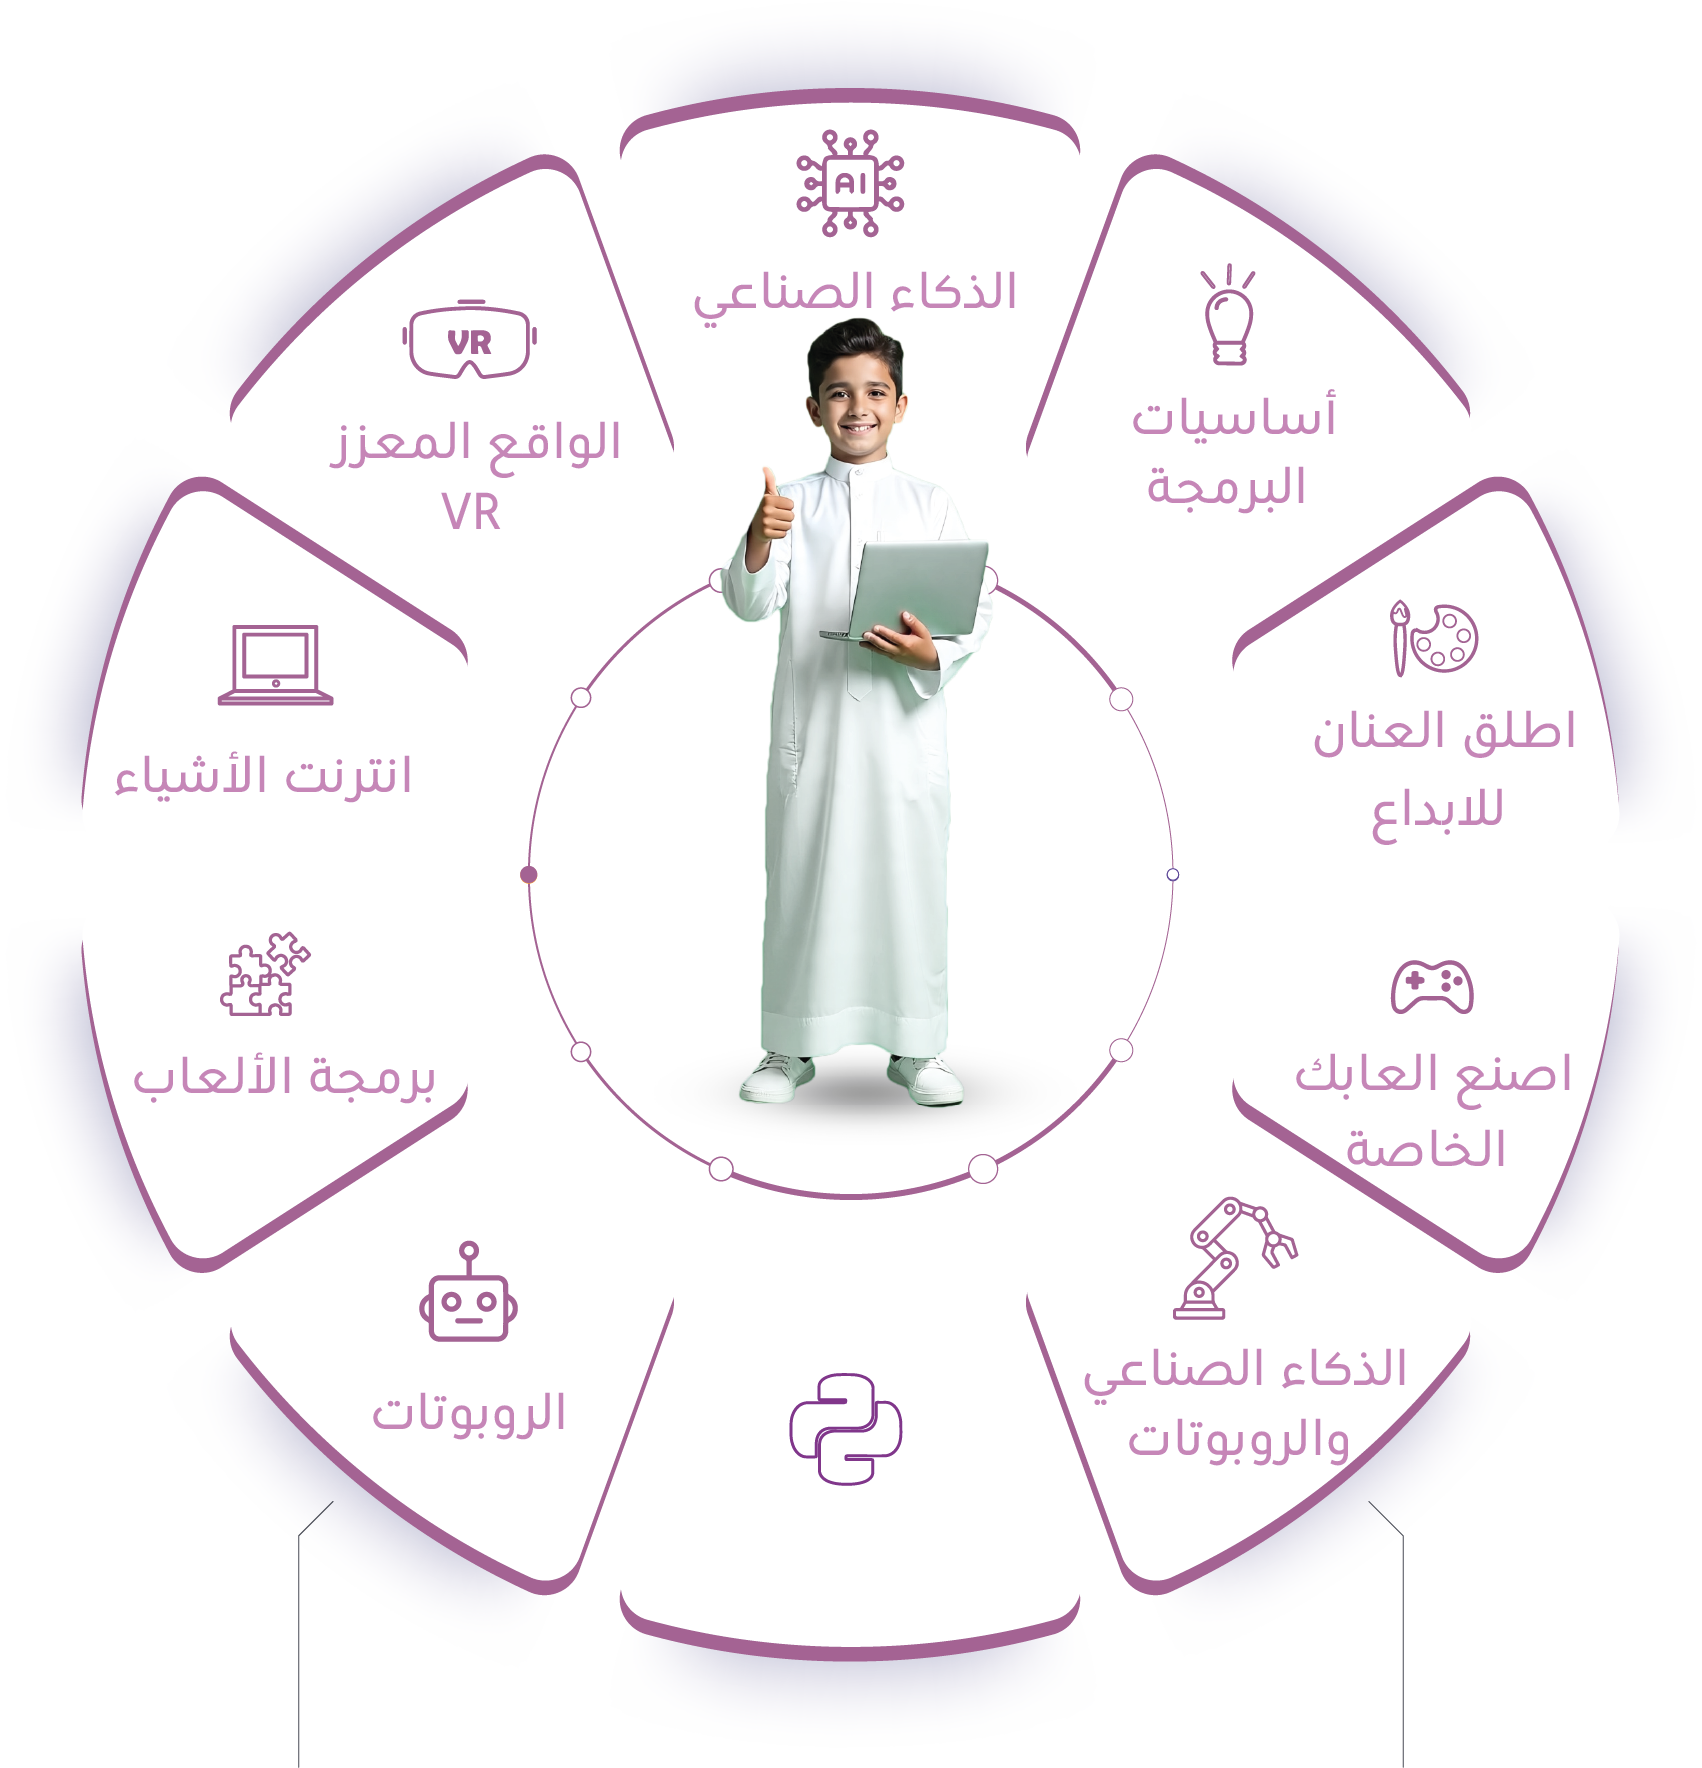 AI
الذكاء الصناعي
أساسيات
البرمجة
اطلق العنان
للابداع
اصنع العابك
الخاصة
الذكاء الصناعي
والروبوتات
الروبوتات
برمجة الألعاب
انترنت الأشياء
VR
الواقع المعزز
VR